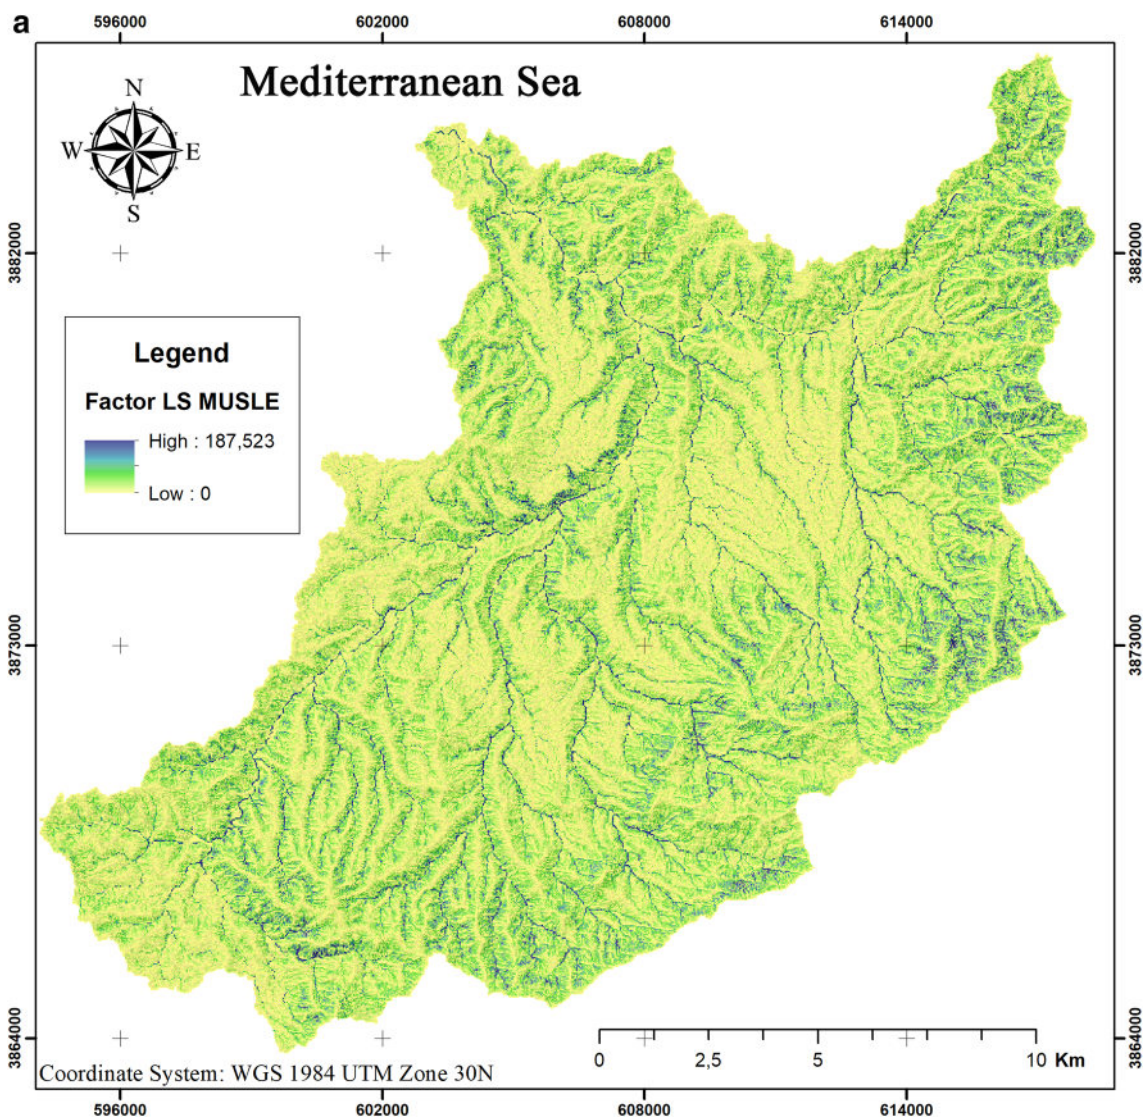 a
596000 602000 608000 614000
Mediterranean Sea
N
W E
S
3882000 3882000
Legend
Factor LS MUSLE
High : 187,523
Low : 0
3873000 3873000
3864000 3864000
0 2,5 5 10 Km
Coordinate System: WGS 1984 UTM Zone 30N
596000 602000 608000 614000